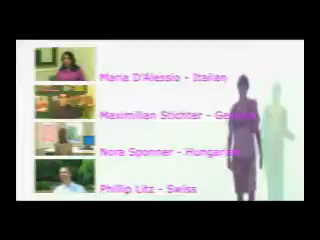 Maria D'Alessio - Italian
Maximilian Stichter - German
Nora Sponner - Hungarian
Phillip Litz - Swiss